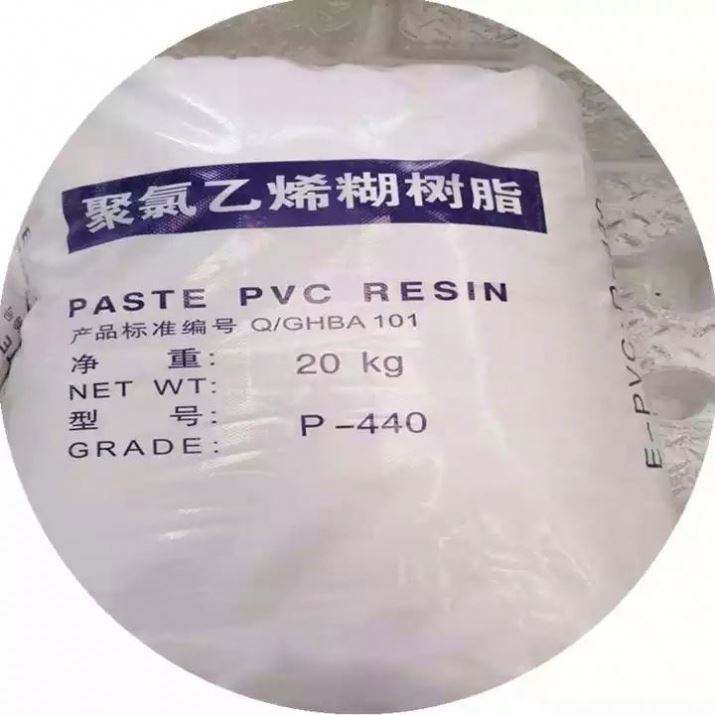 聚氯乙烯糊树脂
PASTE PVC RESIN
产品标准编号 Q/GHBA 101
净 重: 20 kg
NET WT:
型 号: P-440
GRADE:
E-PVC